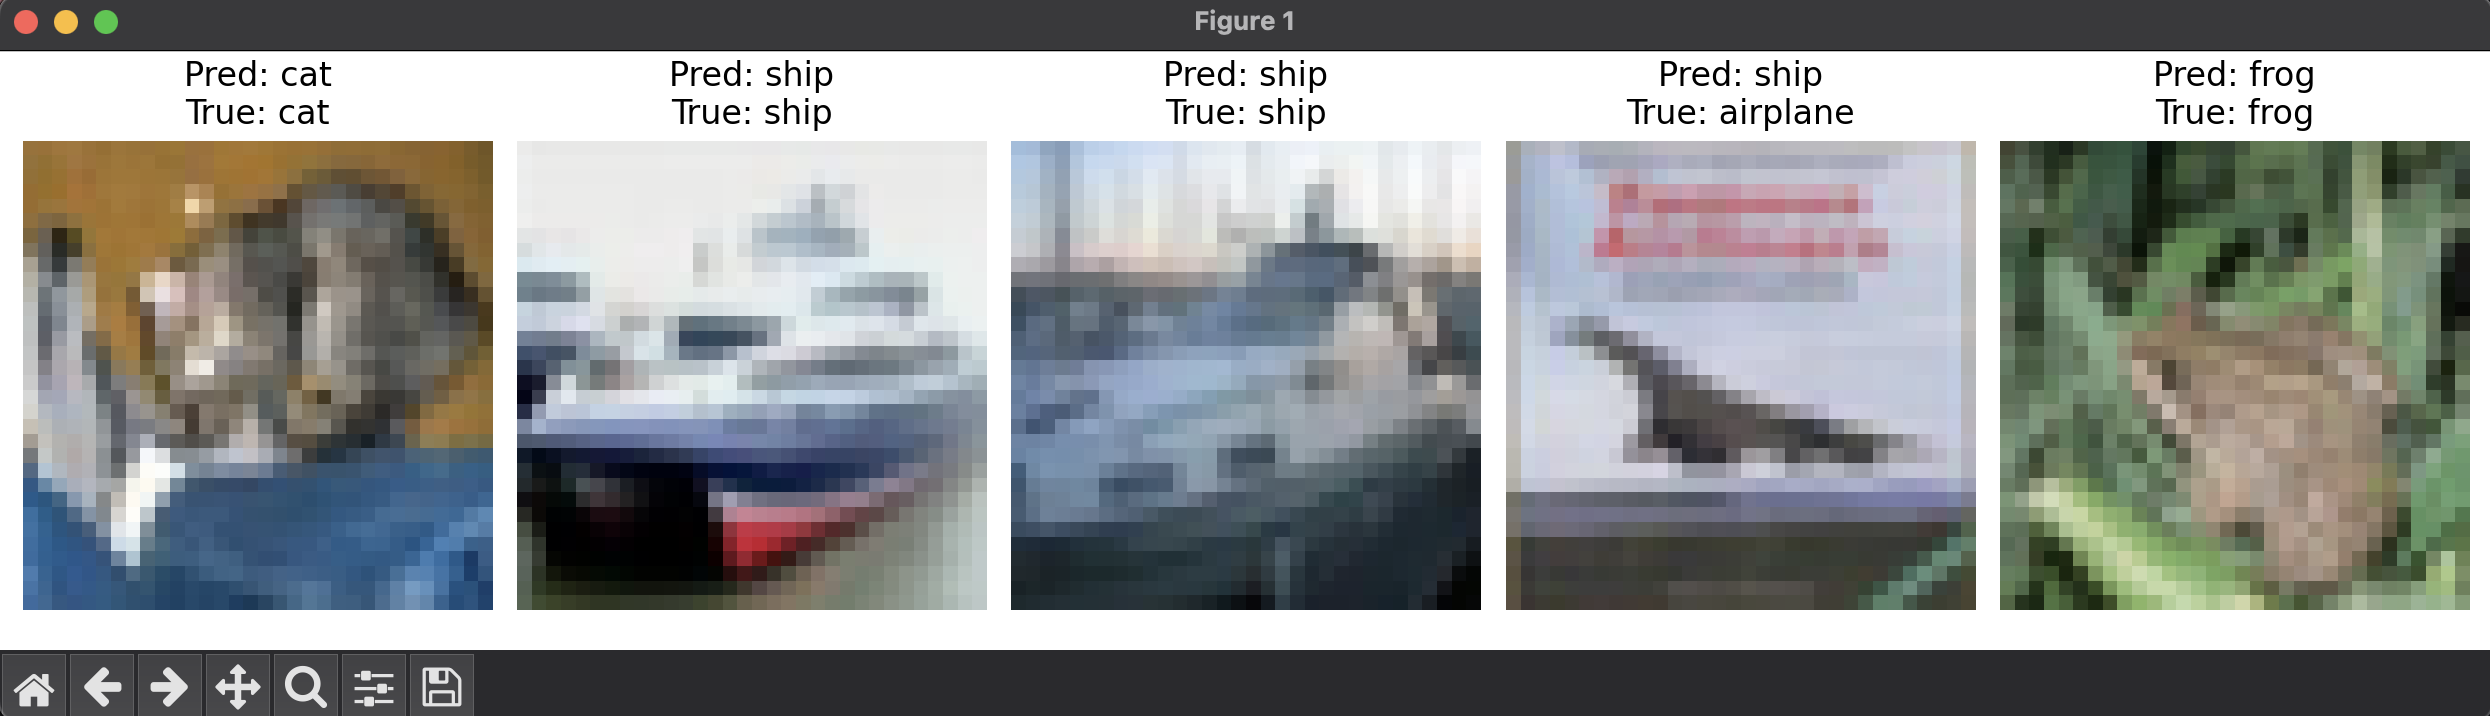 Figure 1
Pred: cat
True: cat
Pred: ship
True: ship
Pred: ship
True: ship
Pred: ship
True: airplane
Pred: frog
True: frog